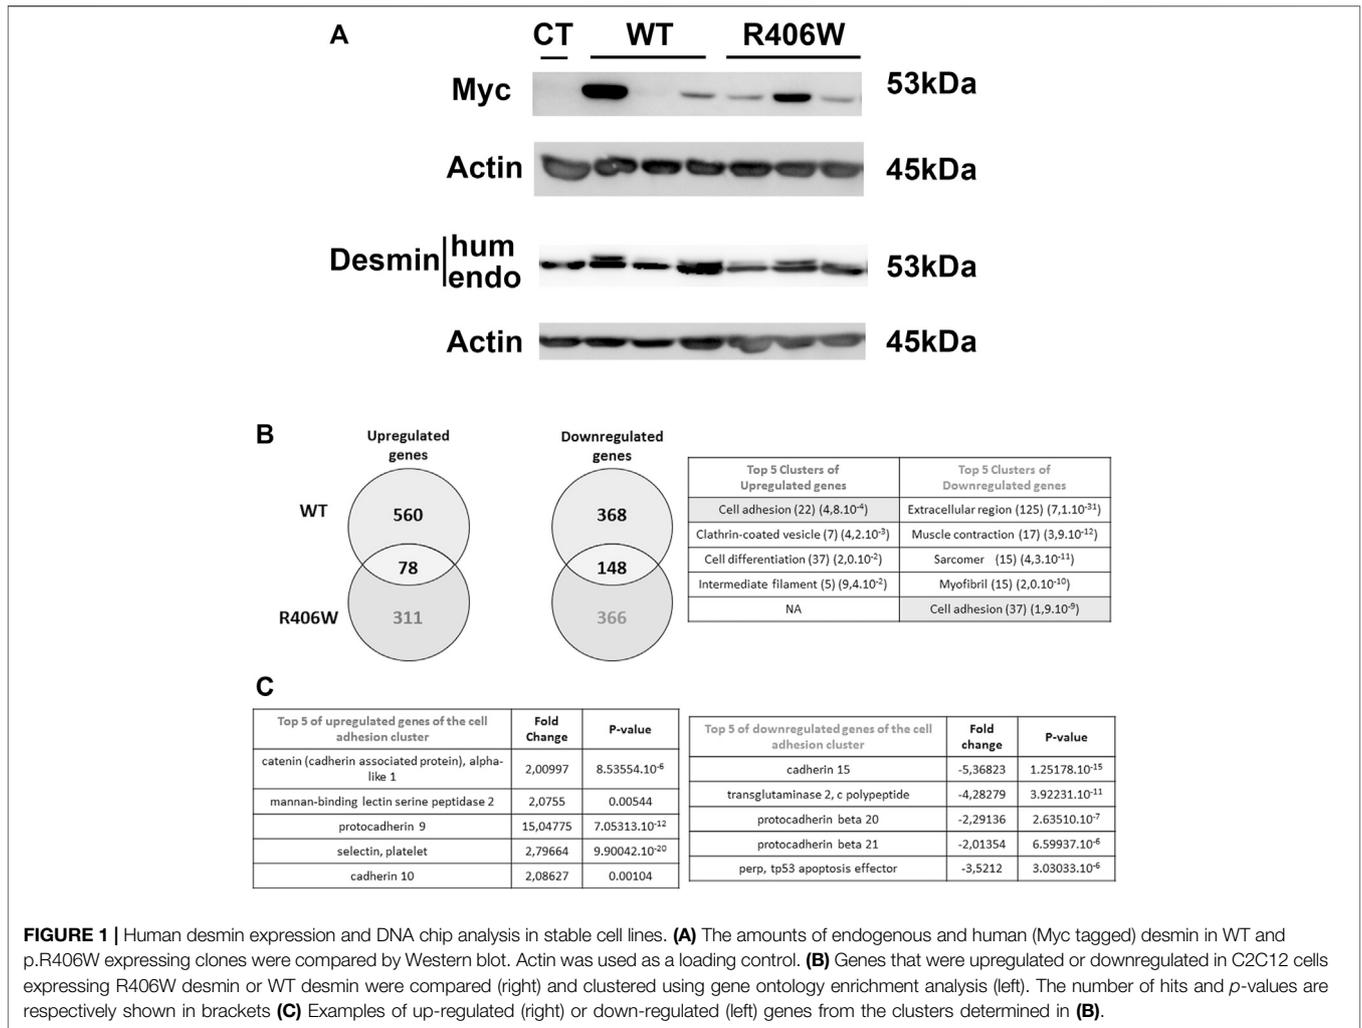 A
CT WT R406W
Myc 53kDa
Actin 45kDa
Desmin hum
endo 53kDa
Actin 45kDa
B
Upregulated
genes
Downregulated
genes
WT
560
78
R406W
311
368
148
366
Top 5 Clusters of
Upregulated genes
Top 5 Clusters of
Downregulated genes
Cell adhesion (22) (4,8.10⁻⁴) Extracellular region (125) (7,1.10⁻³¹)
Clathrin-coated vesicle (7) (4,2.10⁻³) Muscle contraction (17) (3,9.10⁻¹²)
Cell differentiation (37) (2,0.10⁻²) Sarcomer (15) (4,3.10⁻¹¹)
Intermediate filament (5) (9,4.10⁻²) Myofibril (15) (2,0.10⁻¹⁰)
NA Cell adhesion (37) (1,9.10⁻⁹)
C
Top 5 of upregulated genes of the cell
adhesion cluster
Fold
Change
P-value
catenin (cadherin associated protein), alpha-
like 1 2,00997 8.53554.10⁻⁶
mannan-binding lectin serine peptidase 2 2,0755 0.00544
protocadherin 9 15,04775 7.05313.10⁻¹²
selectin, platelet 2,79664 9.90042.10⁻²⁰
cadherin 10 2,08627 0.00104
Top 5 of downregulated genes of the cell
adhesion cluster
Fold
change
P-value
cadherin 15 -5,36823 1.25178.10⁻¹⁵
transglutaminase 2, c polypeptide -4,28279 3.92231.10⁻¹¹
protocadherin beta 20 -2,29136 2.63510.10⁻⁷
protocadherin beta 21 -2,01354 6.59937.10⁻⁶
perp, tp53 apoptosis effector -3,5212 3.03033.10⁻⁶
FIGURE 1 | Human desmin expression and DNA chip analysis in stable cell lines. (A) The amounts of endogenous and human (Myc tagged) desmin in WT and
p.R406W expressing clones were compared by Western blot. Actin was used as a loading control. (B) Genes that were upregulated or downregulated in C2C12 cells
expressing R406W desmin or WT desmin were compared (right) and clustered using gene ontology enrichment analysis (left). The number of hits and p-values are
respectively shown in brackets (C) Examples of up-regulated (right) or down-regulated (left) genes from the clusters determined in (B).